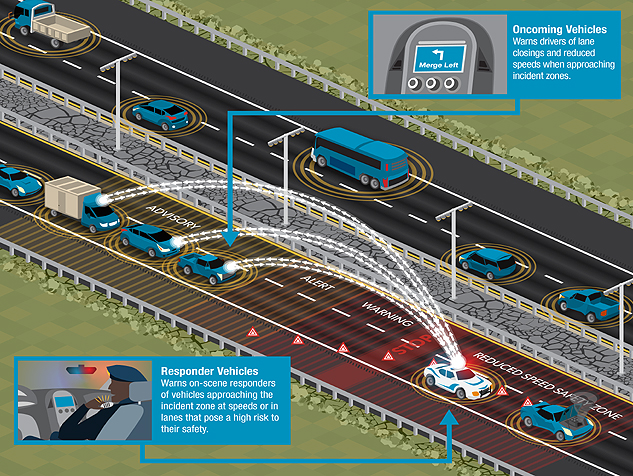 Oncoming Vehicles
Warns drivers of lane
closings and reduced
speeds when approaching
incident zones.
Merge Left
ADVISORY
ALERT
WARNING
STOP
REDUCED SPEED SAFETY ZONE
Responder Vehicles
Warns on-scene responders
of vehicles approaching the
incident zone at speeds or in
lanes that pose a high risk to
their safety.